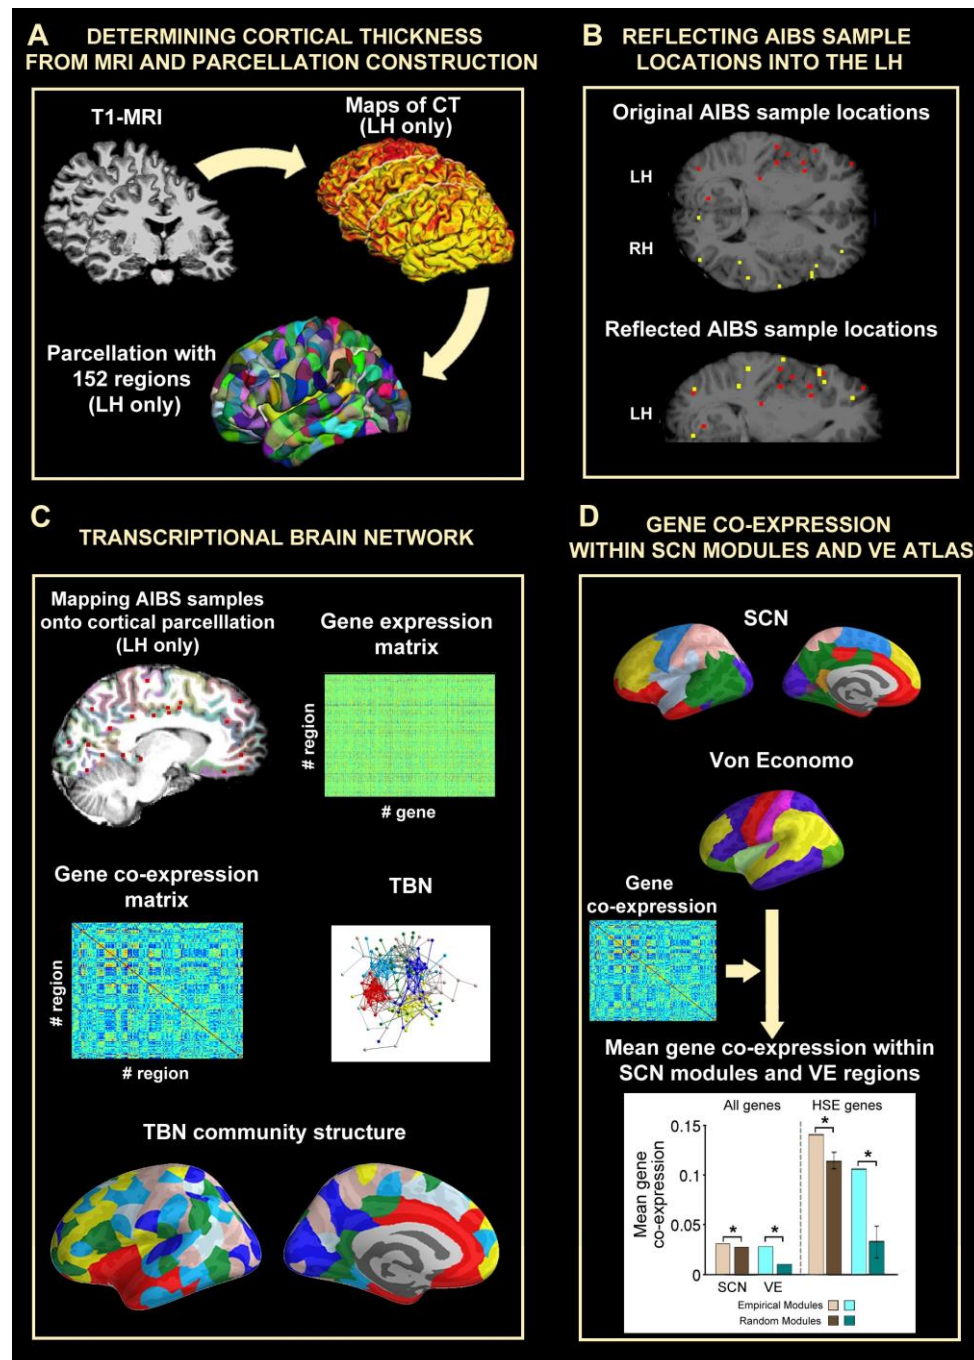 A
DETERMINING CORTICAL THICKNESS
FROM MRI AND PARCELLATION CONSTRUCTION
T1-MRI
Maps of CT
(LH only)
Parcellation with
152 regions
(LH only)
B
REFLECTING AIBS SAMPLE
LOCATIONS INTO THE LH
Original AIBS sample locations
LH
RH
Reflected AIBS sample locations
LH
C
TRANSCRIPTIONAL BRAIN NETWORK
Mapping AIBS samples
onto cortical parcelllation
(LH only)
Gene expression
matrix
# region
# gene
Gene co-expression
matrix
# region
# region
TBN
TBN community structure
D
GENE CO-EXPRESSION
WITHIN SCN MODULES AND VE ATLAS
SCN
Von Economo
Gene
co-expression
Mean gene co-expression within
SCN modules and VE regions
All genes
HSE genes
Mean gene
co-expression
0.15
0.1
0.05
0
*
*
*
*
SCN
VE
Empirical Modules
Random Modules